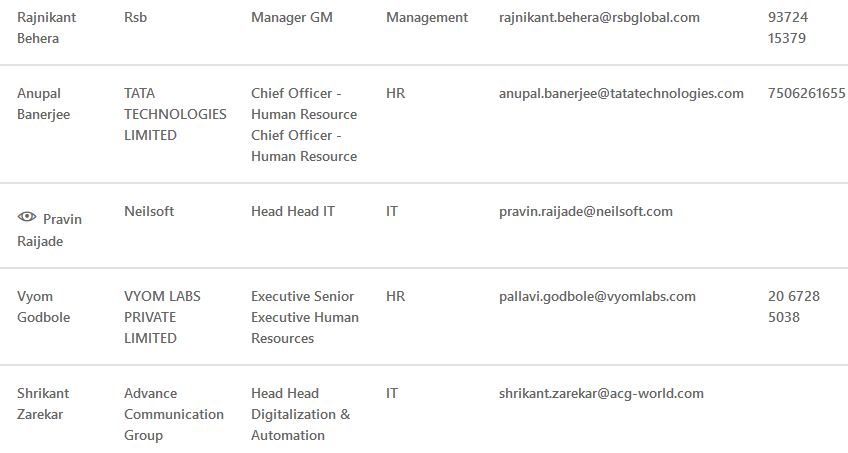 Rajnikant Rsb Manager GM Management rajnikant.behera@rsbglobal.com 93724
Behera 15379
Anupal TATA Chief Officer - HR anupal.banerjee@tatatechnologies.com 7506261655
Banerjee TECHNOLOGIES Human Resource
LIMITED Chief Officer -
Human Resource
Pravin Neilsoft Head Head IT IT pravin.raijade@neilsoft.com
Raijade
Vyom VYOM LABS Executive Senior HR pallavi.godbole@vyomlabs.com 20 6728
Godbole PRIVATE Executive Human 5038
LIMITED Resources
Shrikant Advance Head Head IT shrikant.zarekar@acg-world.com
Zarekar Communication Digitalization &
Group Automation